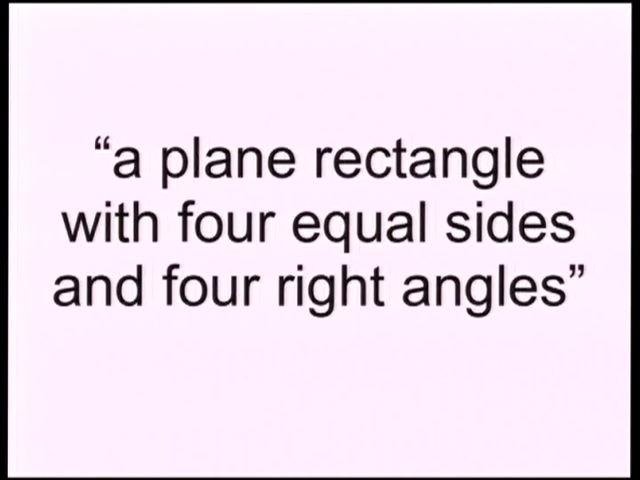 “a plane rectangle
with four equal sides
and four right angles”